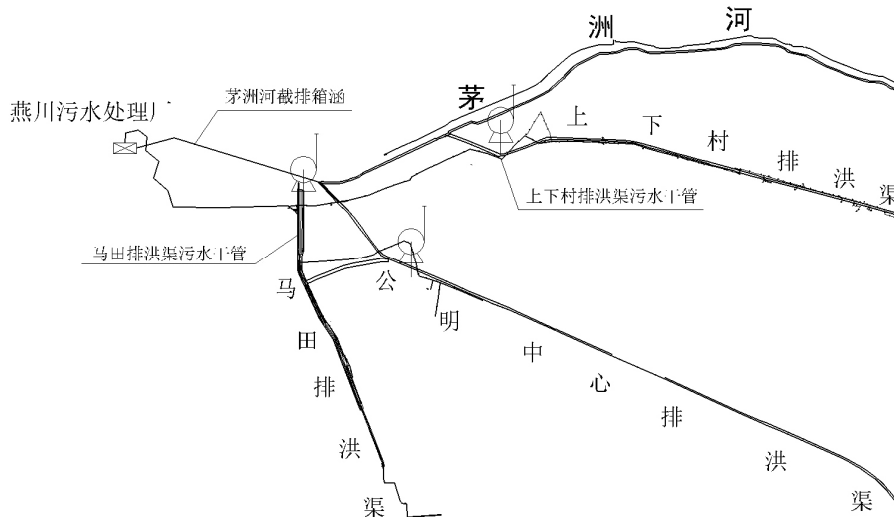 茅洲河
燕川污水处理厂
茅洲河截排箱涵
上下村排洪渠
上下村排洪渠污水干管
马田排洪渠污水干管
公明中心排洪渠
马田排洪渠